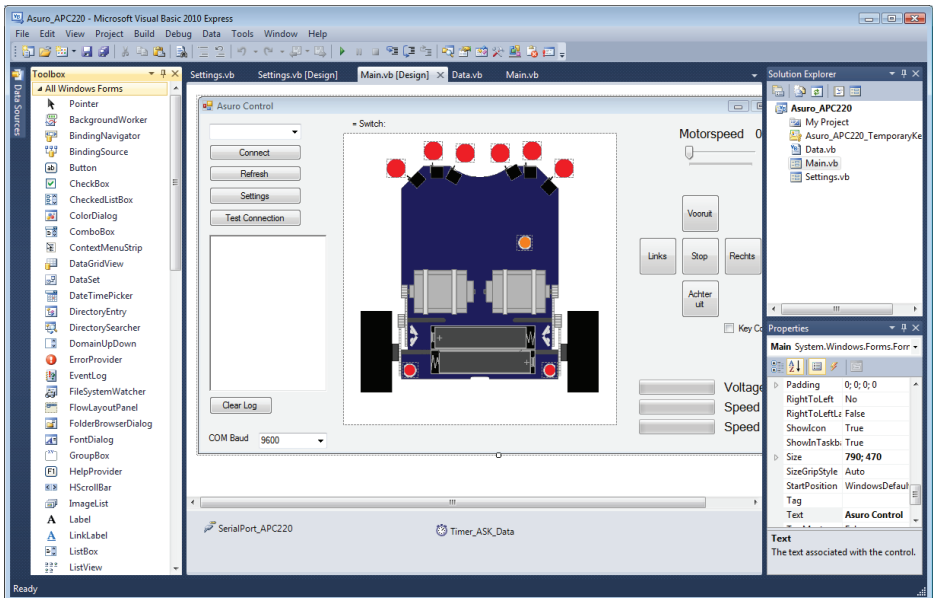 Asuro_APC220 - Microsoft Visual Basic 2010 Express
File Edit View Project Build Debug Data Tools Window Help
Data Sources
Toolbox
All Windows Forms
Pointer
BackgroundWorker
BindingNavigator
BindingSource
Button
CheckBox
CheckedListBox
ColorDialog
ComboBox
ContextMenuStrip
DataGridView
DataSet
DateTimePicker
DirectoryEntry
DirectorySearcher
DomainUpDown
ErrorProvider
EventLog
FileSystemWatcher
FlowLayoutPanel
FolderBrowserDialog
FontDialog
GroupBox
HelpProvider
HScrollBar
ImageList
Label
LinkLabel
ListBox
ListView
Settings.vb Settings.vb [Design] Main.vb [Design] Data.vb Main.vb
Asuro Control
Connect
Refresh
Settings
Test Connection
Clear Log
COM Baud 9600
= Switch:
Motorspeed 0
Vooruit
Links Stop Rechts
Achter
uit
Key Co
Voltage
Speed
Speed
SerialPort_APC220 Timer_ASK_Data
Solution Explorer
Asuro_APC220
My Project
Asuro_APC220_TemporaryKe
Data.vb
Main.vb
Settings.vb
Properties
Main System.Windows.Forms.Forr
Padding 0; 0; 0; 0
RightToLeft No
RightToLeftLa False
ShowIcon True
ShowInTaskb True
Size 790; 470
SizeGripStyle Auto
StartPosition WindowsDefaul
Tag
Text Asuro Control
Text
The text associated with the control.
Ready